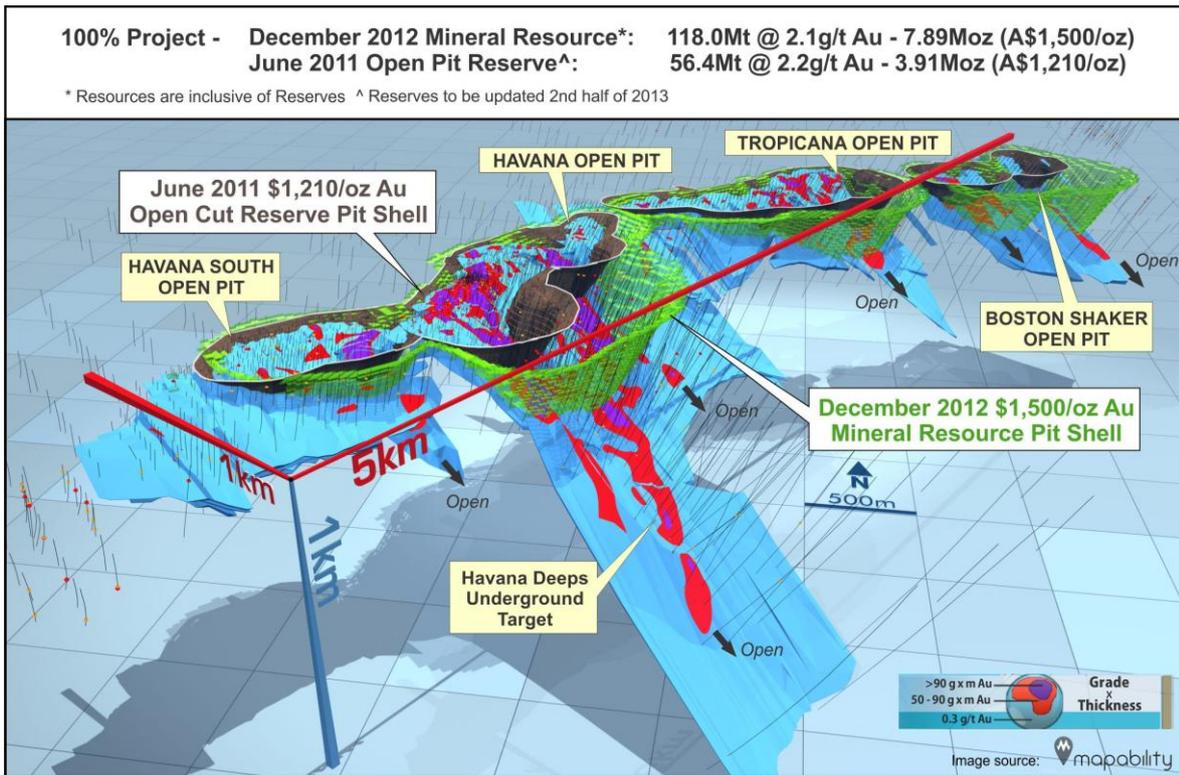 100% Project - December 2012 Mineral Resource*: 118.0Mt @ 2.1g/t Au - 7.89Moz (A$1,500/oz)
June 2011 Open Pit Reserve^: 56.4Mt @ 2.2g/t Au - 3.91Moz (A$1,210/oz)
* Resources are inclusive of Reserves ^ Reserves to be updated 2nd half of 2013
TROPICANA OPEN PIT
HAVANA OPEN PIT
June 2011 $1,210/oz Au
Open Cut Reserve Pit Shell
HAVANA SOUTH
OPEN PIT
Open
Open
BOSTON SHAKER
OPEN PIT
Open
December 2012 $1,500/oz Au
Mineral Resource Pit Shell
1km
5km
Open
N
500m
1km
Havana Deeps
Underground
Target
Open
>90 g x m Au
50 - 90 g x m Au
0.3 g/t Au
Grade
x
Thickness
Image source: mapability